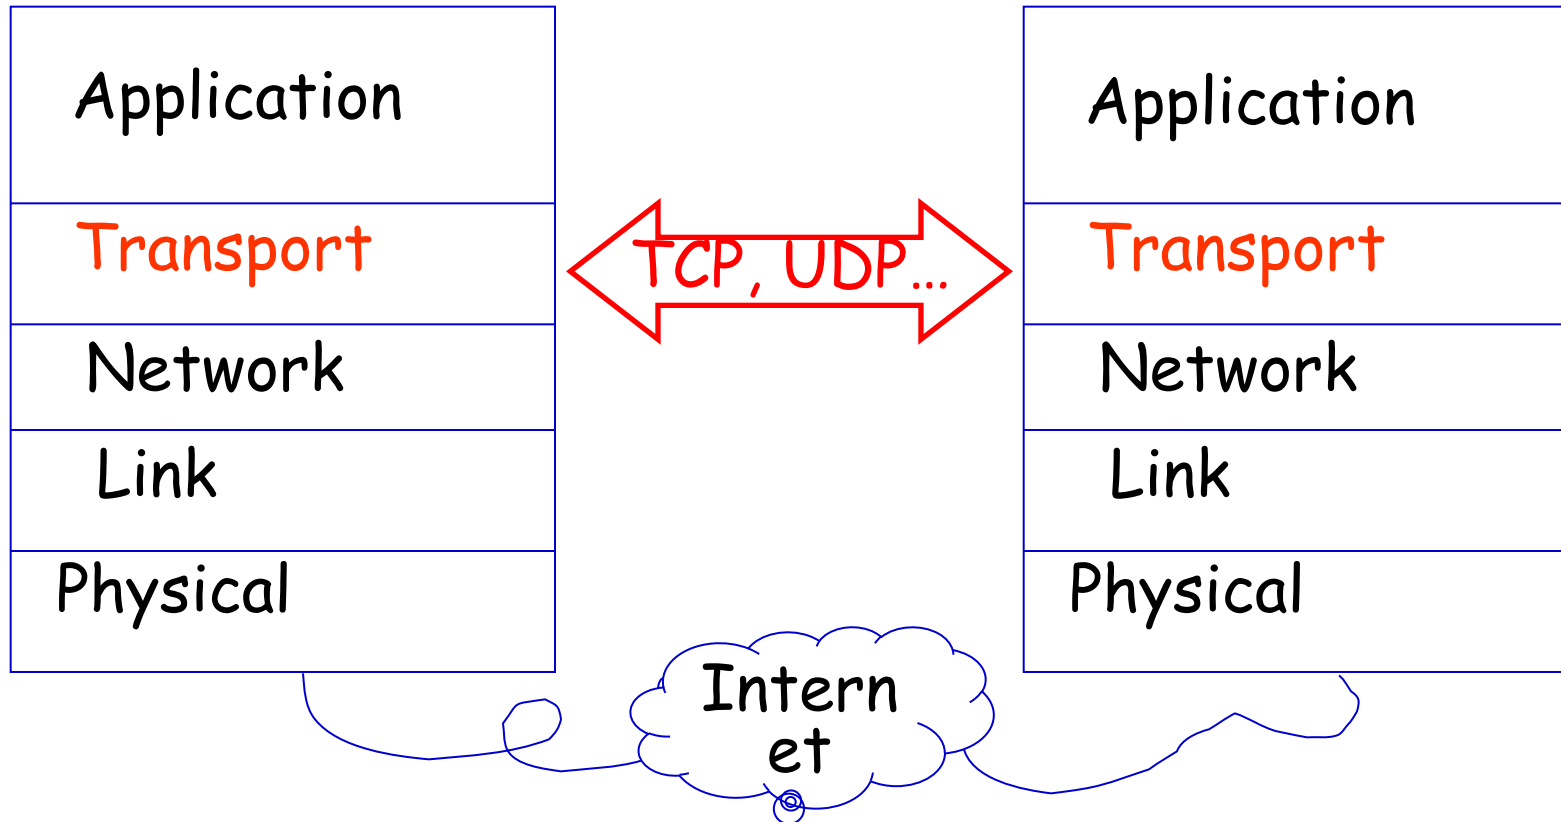 Application
Transport
Network
Link
Physical
TCP, UDP...
Application
Transport
Network
Link
Physical
Intern
et